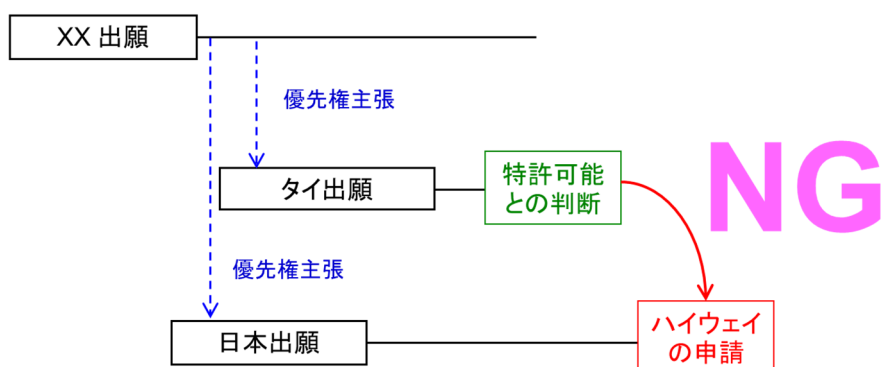 XX 出願
優先権主張
タイ出願
特許可能
との判断
NG
優先権主張
日本出願
ハイウェイ
の申請